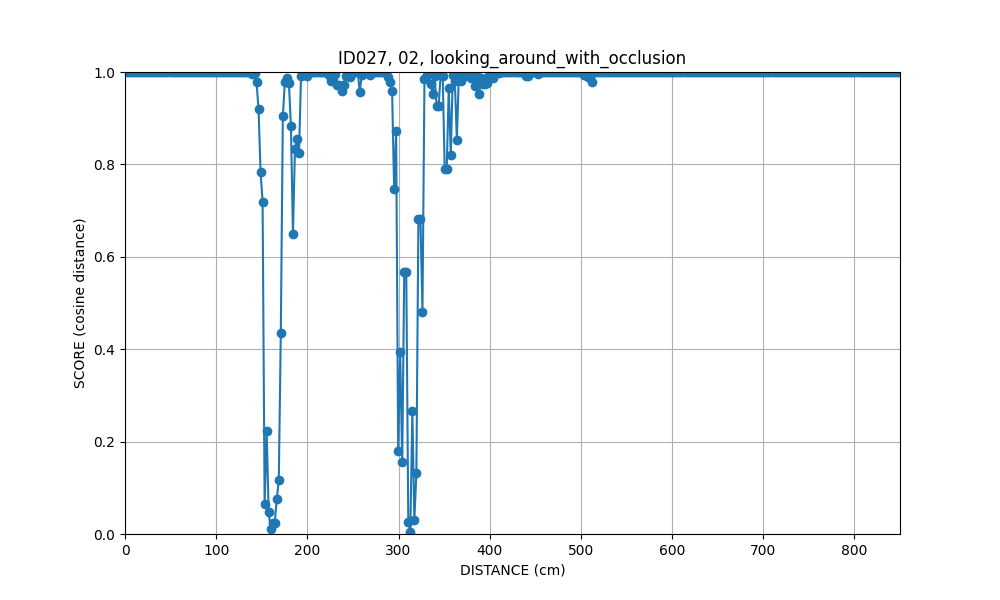 ID027, 02, looking_around_with_occlusion
1.0
0.8
0.6
0.4
0.2
0.0
SCORE (cosine distance)
0 100 200 300 400 500 600 700 800
DISTANCE (cm)